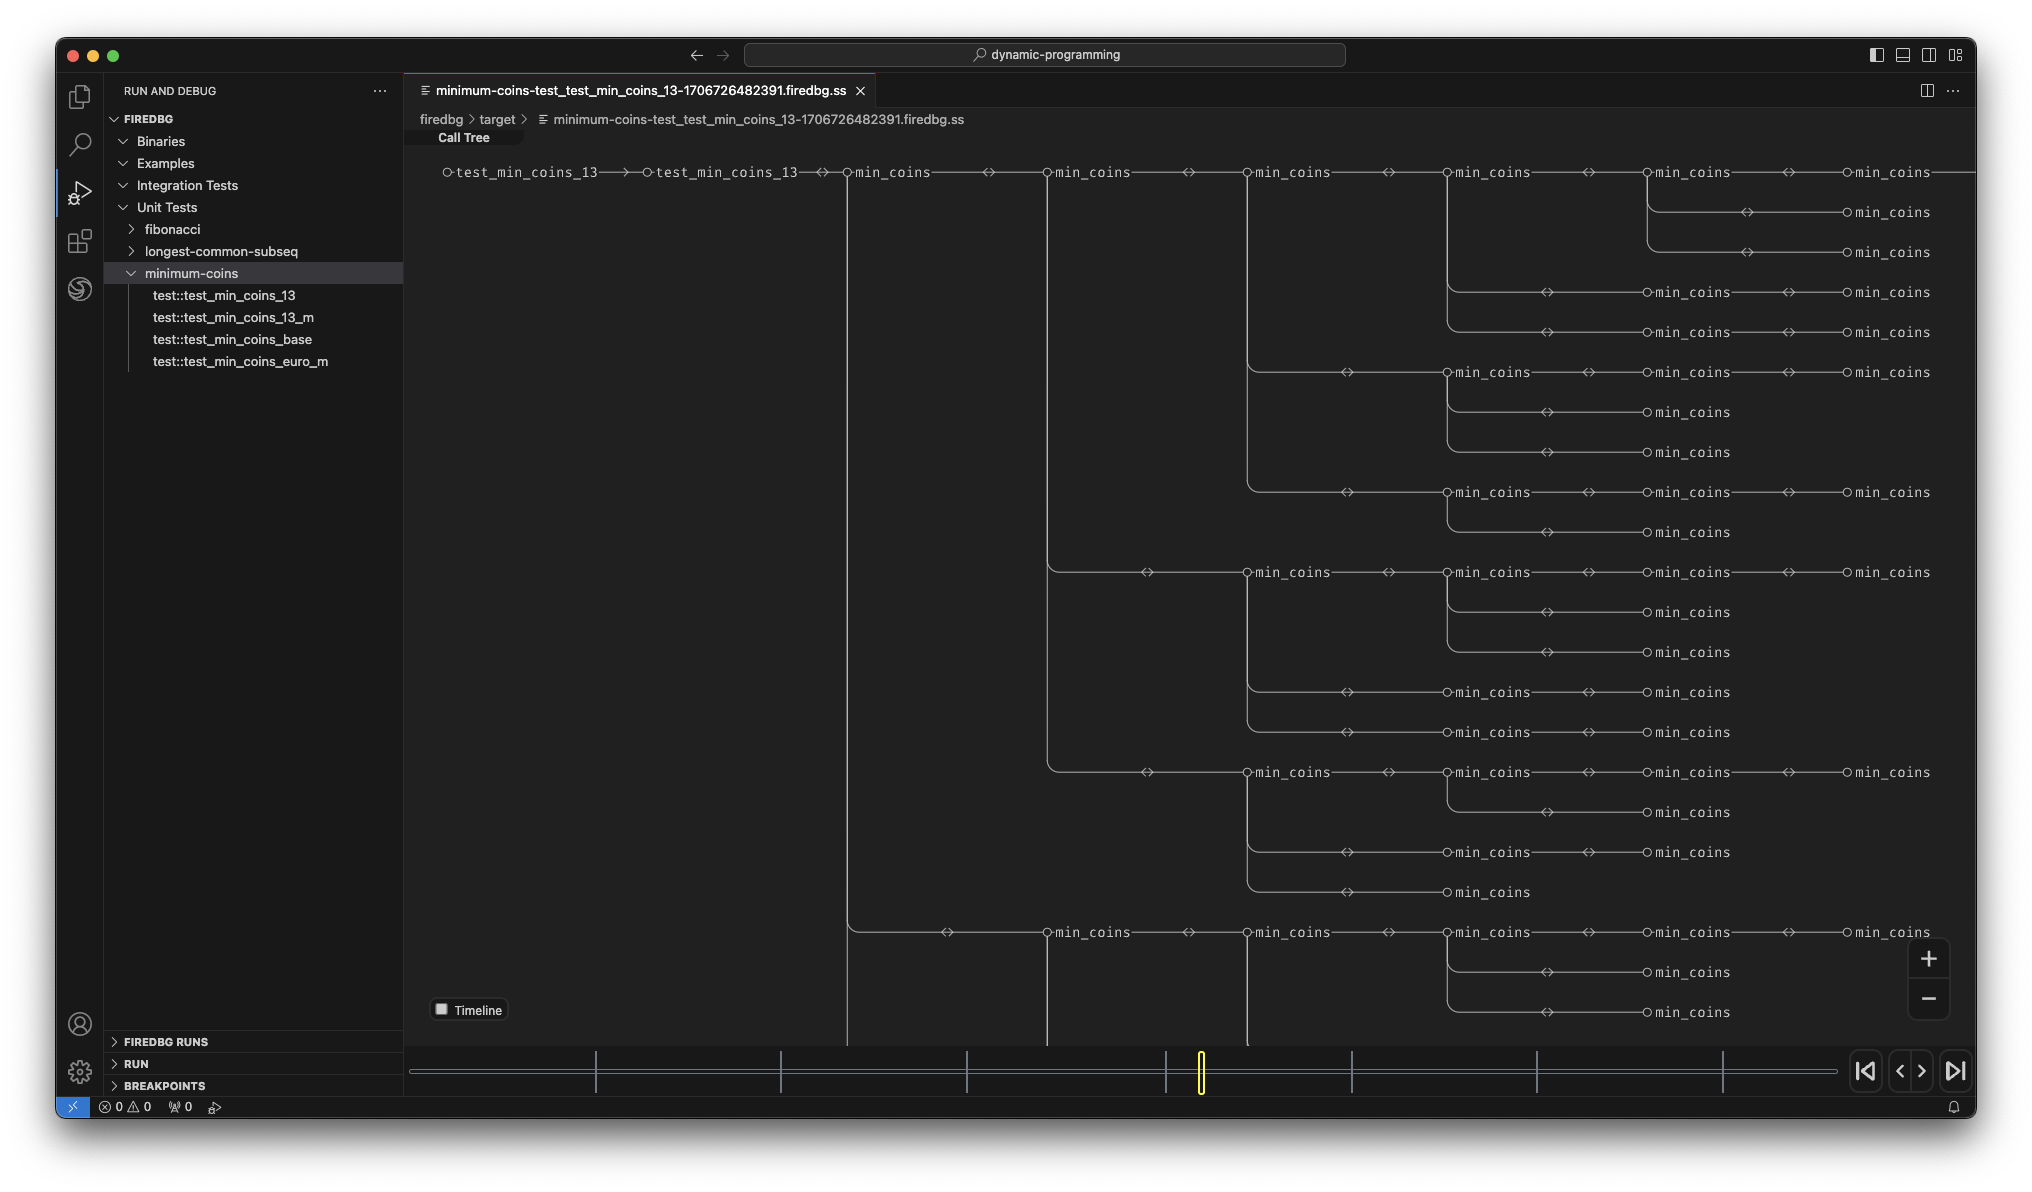 dynamic-programming
RUN AND DEBUG
FIREDBG
Binaries
Examples
Integration Tests
Unit Tests
fibonacci
longest-common-subseq
minimum-coins
test::test_min_coins_13
test::test_min_coins_13_m
test::test_min_coins_base
test::test_min_coins_euro_m
FIREDBG RUNS
RUN
BREAKPOINTS
minimum-coins-test_test_min_coins_13-1706726482391.firedbg.ss
firedbg > target > minimum-coins-test_test_min_coins_13-1706726482391.firedbg.ss
Call Tree
test_min_coins_13 test_min_coins_13 min_coins min_coins min_coins min_coins min_coins min_coins
min_coins
min_coins
min_coins min_coins
min_coins min_coins
min_coins min_coins min_coins
min_coins
min_coins
min_coins min_coins min_coins
min_coins
min_coins min_coins min_coins min_coins
min_coins
min_coins
min_coins min_coins
min_coins min_coins
min_coins min_coins min_coins min_coins
min_coins
min_coins min_coins
min_coins
min_coins min_coins min_coins min_coins min_coins
min_coins
min_coins
Timeline
0 0 0